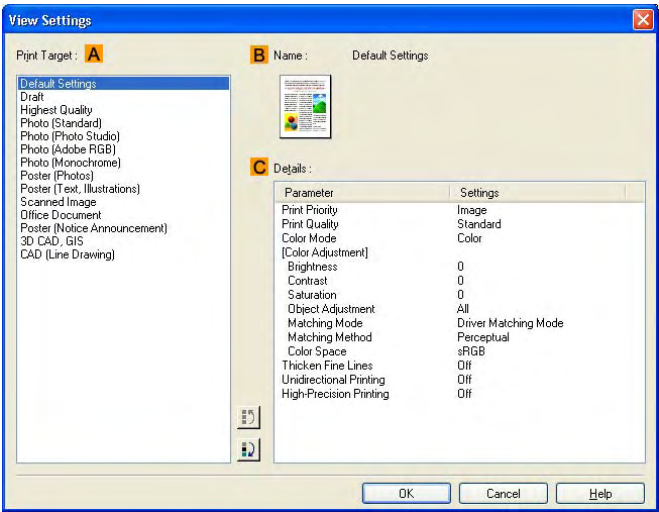 View Settings
Print Target : A
Default Settings
Draft
Highest Quality
Photo (Standard)
Photo (Photo Studio)
Photo (Adobe RGB)
Photo (Monochrome)
Poster (Photos)
Poster (Text, Illustrations)
Scanned Image
Office Document
Poster (Notice Announcement)
3D CAD, GIS
CAD (Line Drawing)
B Name : Default Settings
C Details :
Parameter Settings
Print Priority Image
Print Quality Standard
Color Mode Color
[Color Adjustment]
Brightness 0
Contrast 0
Saturation 0
Object Adjustment All
Matching Mode Driver Matching Mode
Matching Method Perceptual
Color Space sRGB
Thicken Fine Lines Off
Unidirectional Printing Off
High-Precision Printing Off
OK Cancel Help